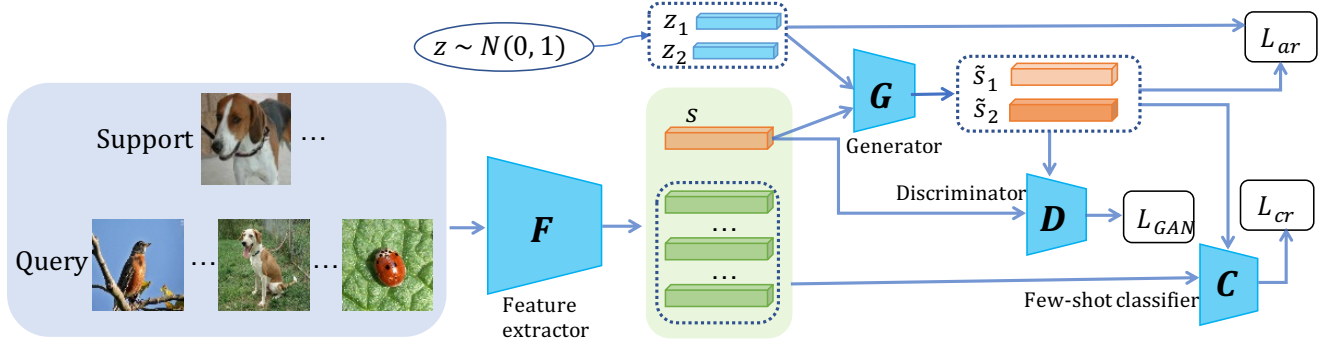 z ~ N(0, 1)
z₁
z₂
L_ar
s̃₁
s̃₂
G
Generator
s
Support
...
Query
...
...
F
Feature
extractor
...
...
Discriminator
D
L_GAN
L_cr
Few-shot classifier
C